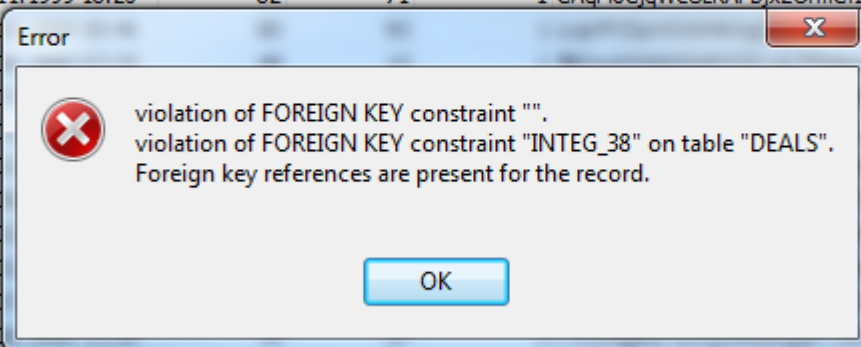 Error
violation of FOREIGN KEY constraint "".
violation of FOREIGN KEY constraint "INTEG_38" on table "DEALS".
Foreign key references are present for the record.
OK